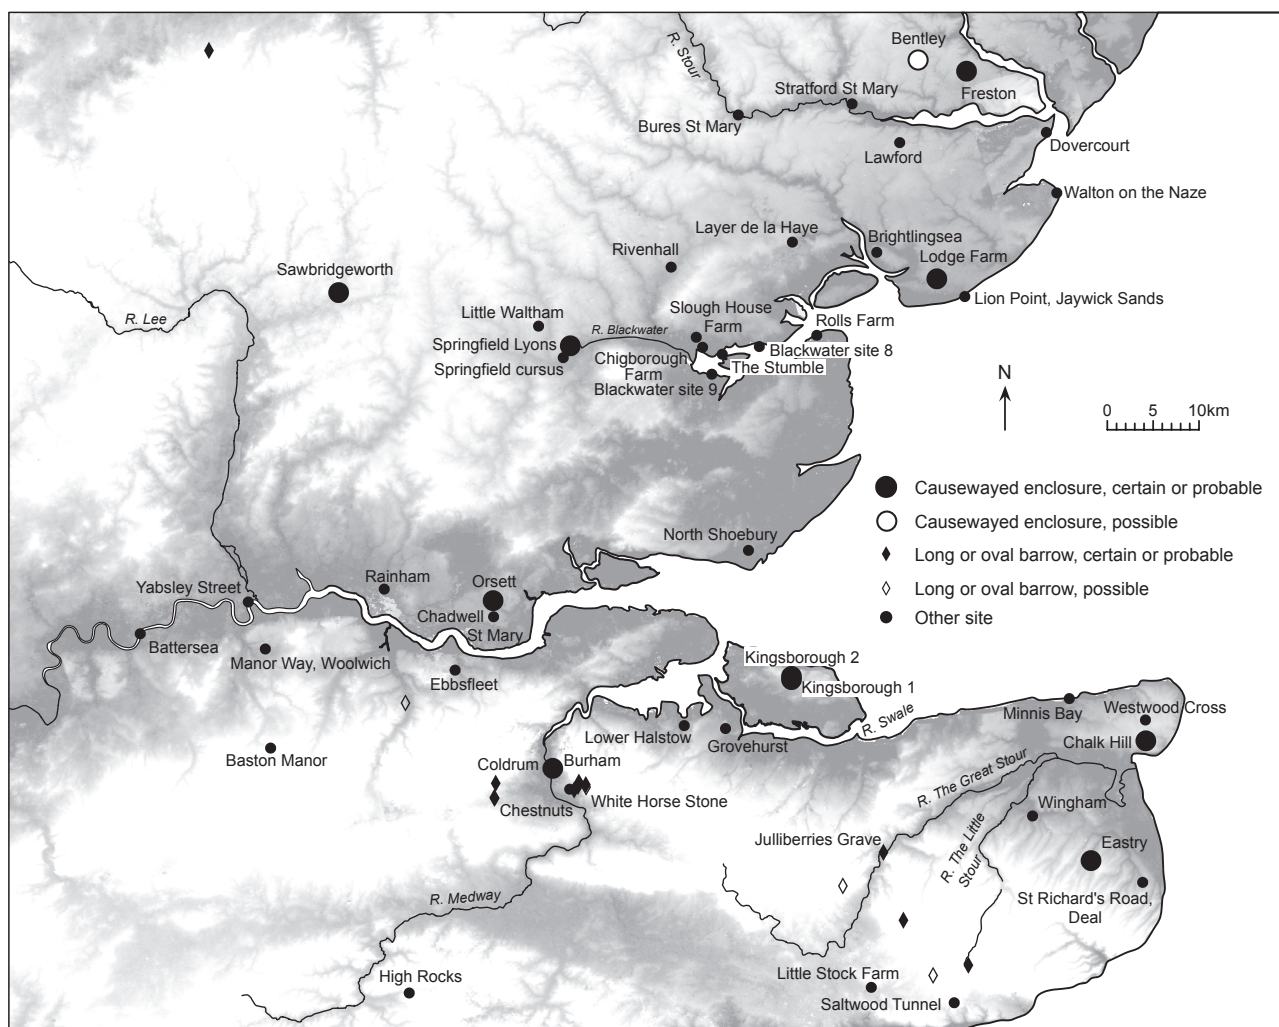 Bentley
Freston
R. Stour
Stratford St Mary
Bures St Mary
Lawford
Dovercourt
Walton on the Naze
Layer de la Haye
Brightlingsea
Rivenhall
Lodge Farm
Sawbridgeworth
Lion Point, Jaywick Sands
R. Lee
Little Waltham
Slough House
Farm
R. Blackwater
Rolls Farm
Springfield Lyons
Blackwater site 8
Springfield cursus
Chigborough
Farm
The Stumble
Blackwater site 9
N
0 5 10km
Causewayed enclosure, certain or probable
Causewayed enclosure, possible
Long or oval barrow, certain or probable
Long or oval barrow, possible
Other site
North Shoebury
Rainham
Orsett
Yabsley Street
Chadwell
St Mary
Battersea
Manor Way, Woolwich
Ebbsfleet
Kingsborough 2
Kingsborough 1
R. Swale
Minnis Bay
Westwood Cross
Lower Halstow
Grovehurst
Chalk Hill
Baston Manor
Coldrum
Burham
R. The Great Stour
Chestnuts
White Horse Stone
Wingham
R. The Little
Stour
Julliberries Grave
Eastry
R. Medway
St Richard's Road,
Deal
High Rocks
Little Stock Farm
Saltwood Tunnel